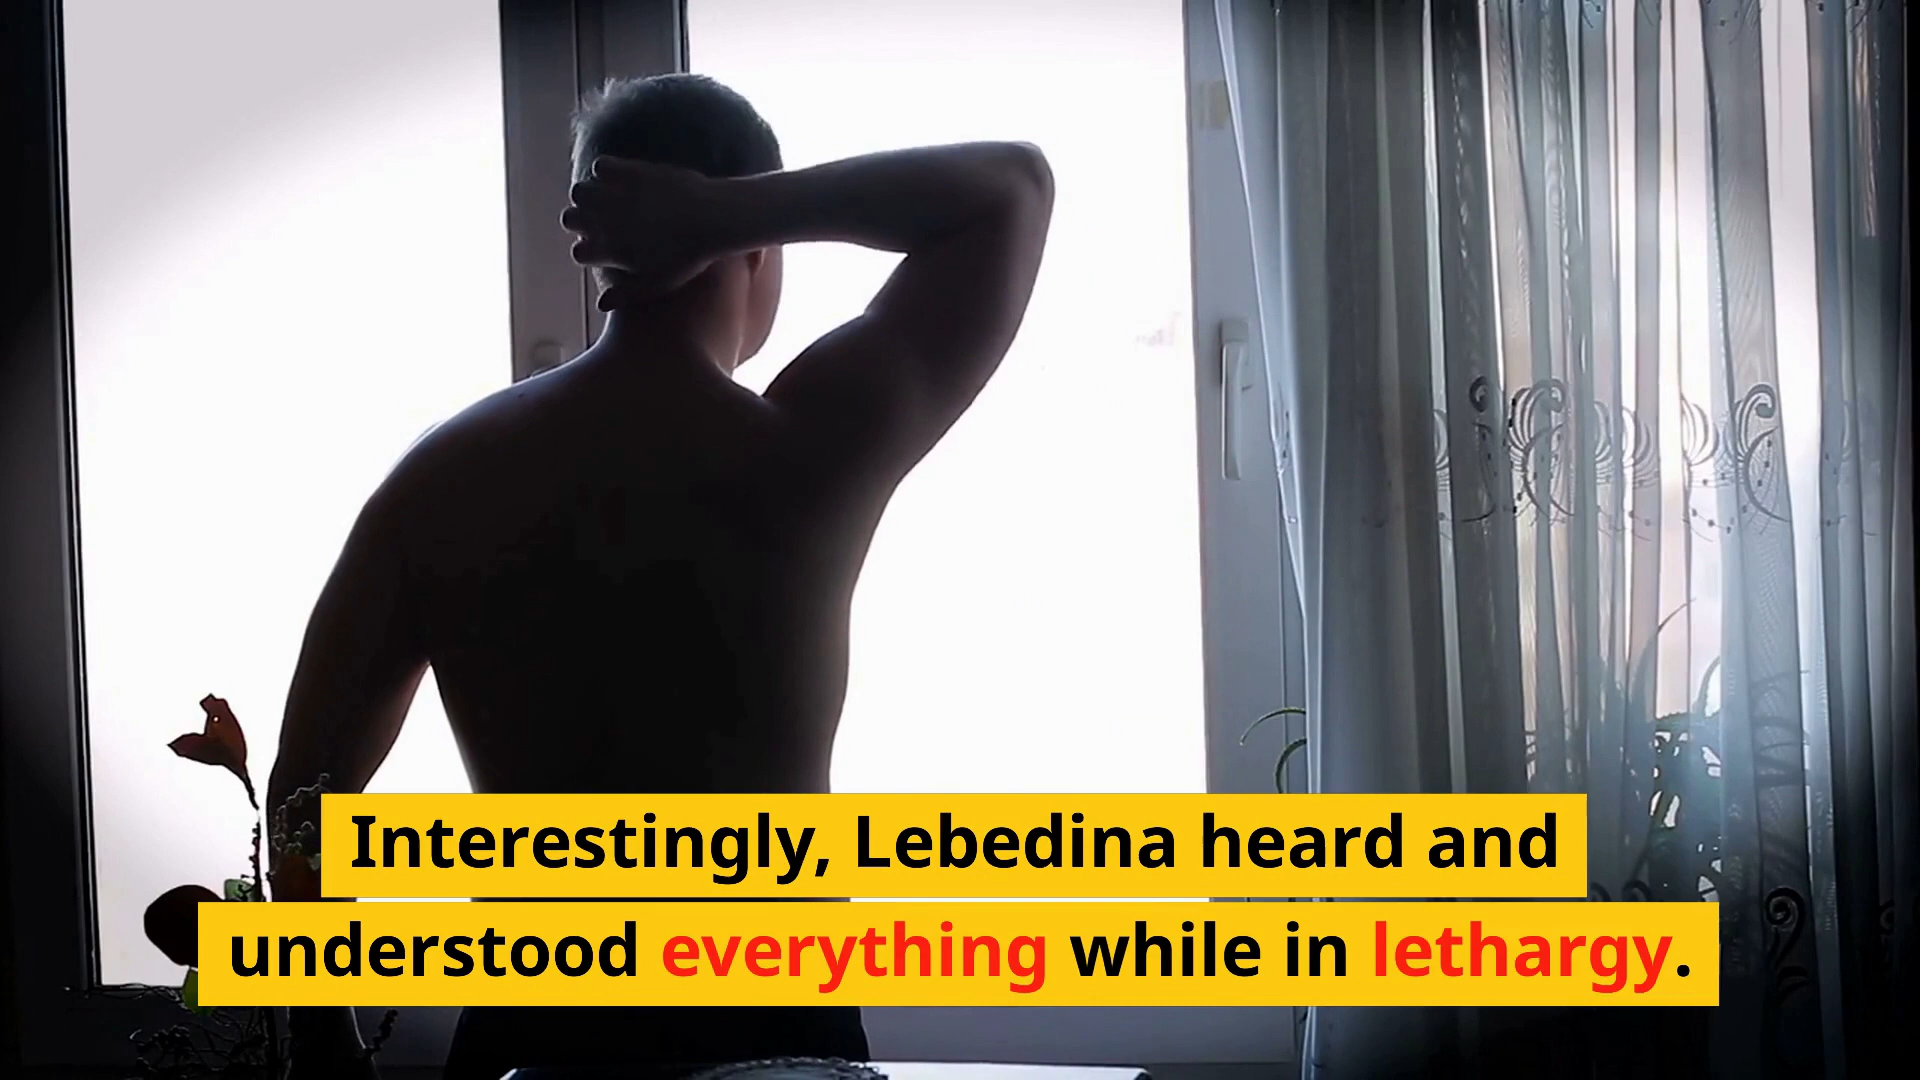 Interestingly, Lebedina heard and
understood everything while in lethargy.